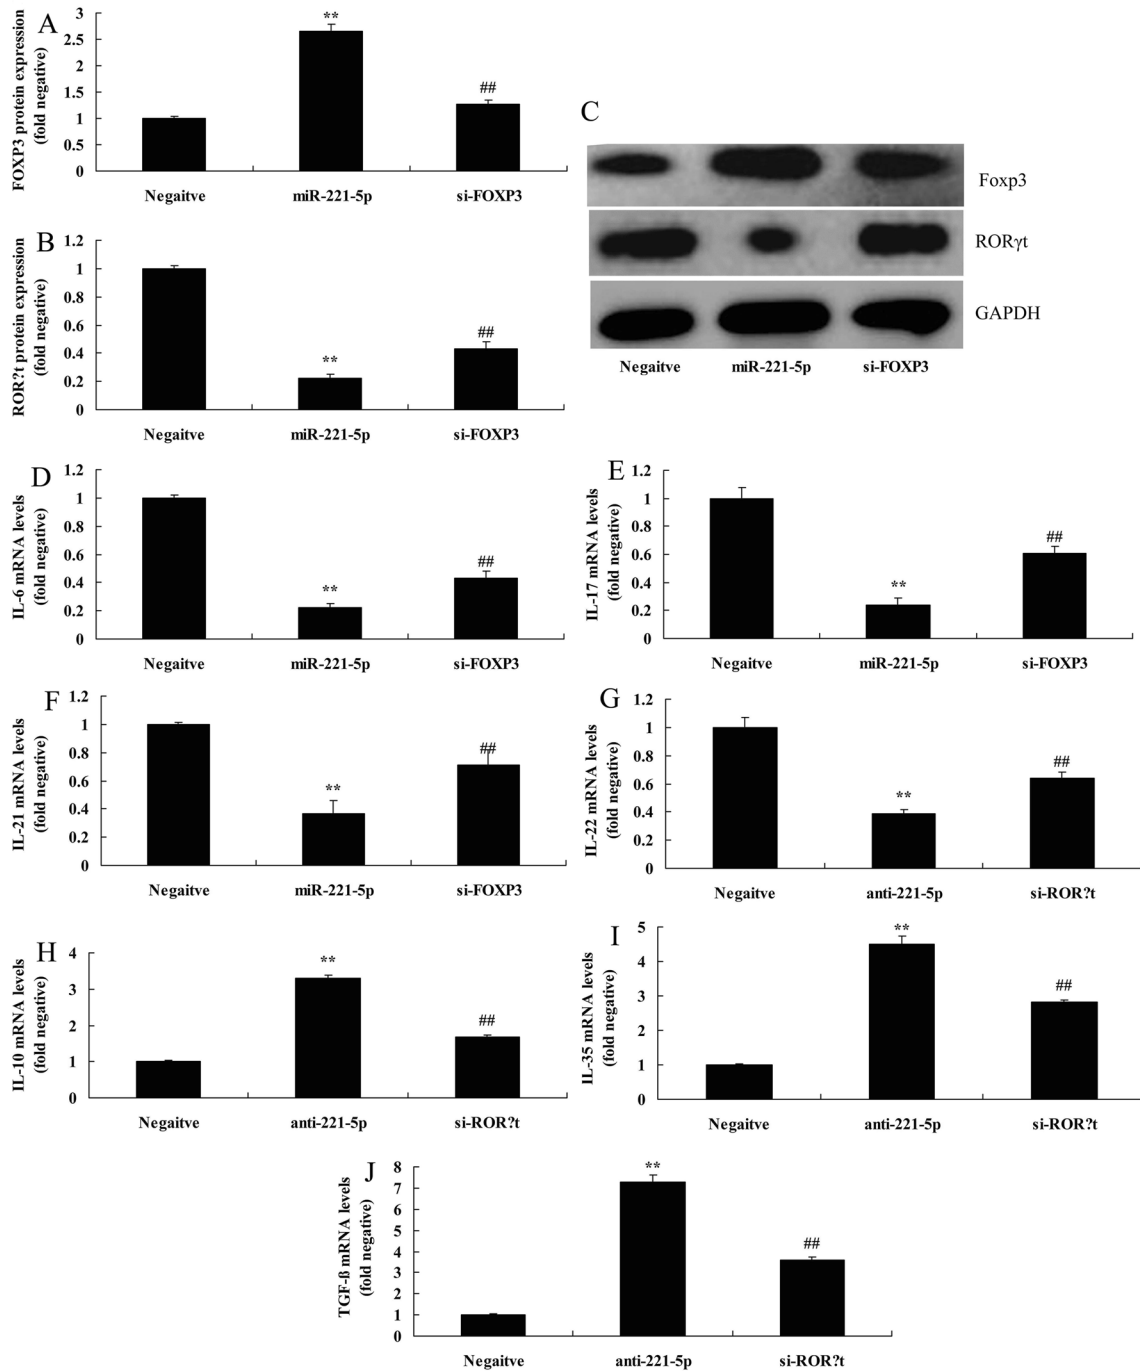 A
FOXP3 protein expression
(fold negative)
3
2.5
2
1.5
1
0.5
0
**
##
Negaitve miR-221-5p si-FOXP3
B
ROR?t protein expression
(fold negative)
1.2
1
0.8
0.6
0.4
0.2
0
**
##
Negaitve miR-221-5p si-FOXP3
C
Foxp3
RORγt
GAPDH
Negaitve miR-221-5p si-FOXP3
D
IL-6 mRNA levels
(fold negative)
1.2
1
0.8
0.6
0.4
0.2
0
**
##
Negaitve miR-221-5p si-FOXP3
E
IL-17 mRNA levels
(fold negative)
1.2
1
0.8
0.6
0.4
0.2
0
**
##
Negaitve miR-221-5p si-FOXP3
F
IL-21 mRNA levels
(fold negative)
1.2
1
0.8
0.6
0.4
0.2
0
**
##
Negaitve miR-221-5p si-FOXP3
G
IL-22 mRNA levels
(fold negative)
1.2
1
0.8
0.6
0.4
0.2
0
**
##
Negaitve anti-221-5p si-ROR?t
H
IL-10 mRNA levels
(fold negative)
4
3
2
1
0
**
##
Negaitve anti-221-5p si-ROR?t
I
IL-35 mRNA levels
(fold negative)
5
4
3
2
1
0
**
##
Negaitve anti-221-5p si-ROR?t
J
TGF-ß mRNA levels
(fold negative)
8
7
6
5
4
3
2
1
0
**
##
Negaitve anti-221-5p si-ROR?t